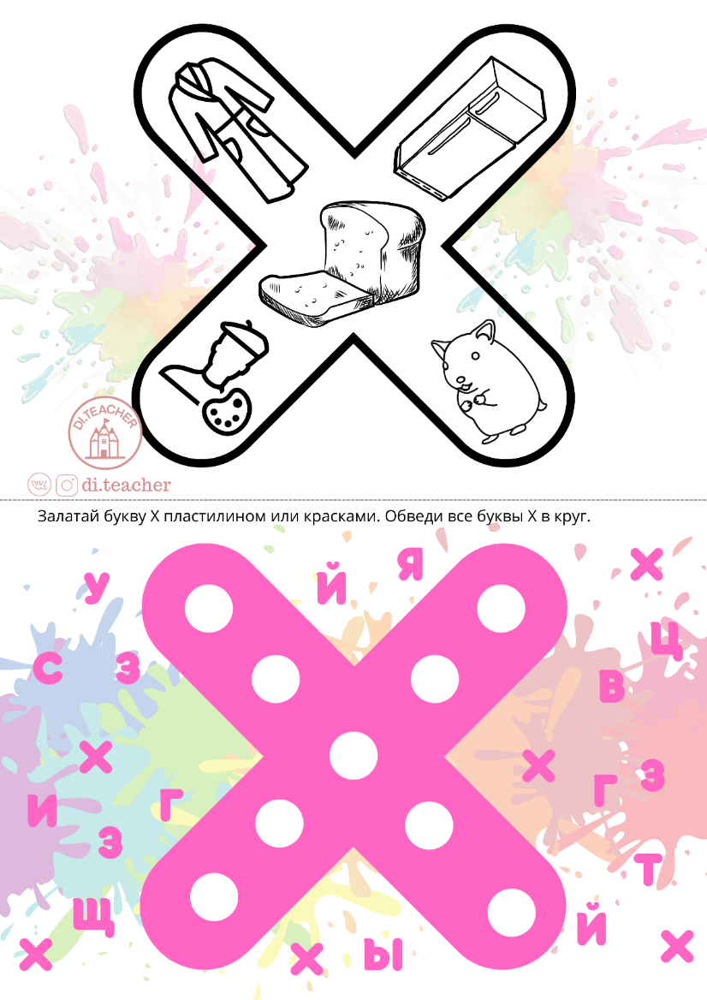 DI.TEACHER
di.teacher
Залатай букву Х пластилином или красками. Обведи все буквы Х в круг.
У Й Я Х
Ц
С З В
Х Х З
И Г Г
З
Т
Щ Й
Х Х Ы Х